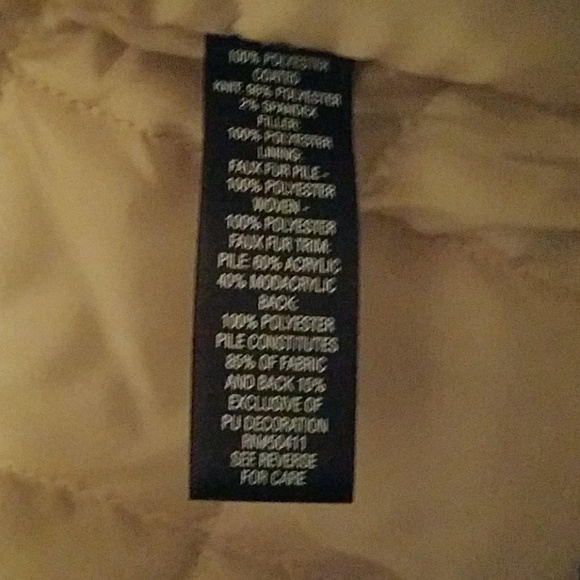 100% POLYESTER
COATED
KNIT: 98% POLYESTER
2% SPANDEX
FILLER:
100% POLYESTER
LINING:
FAUX FUR PILE -
100% POLYESTER
WOVEN -
100% POLYESTER
FAUX FUR TRIM:
PILE: 60% ACRYLIC
40% MODACRYLIC
BACK:
100% POLYESTER
PILE CONSTITUTES
85% OF FABRIC
AND BACK 15%
EXCLUSIVE OF
PU DECORATION
RN#50411
SEE REVERSE
FOR CARE